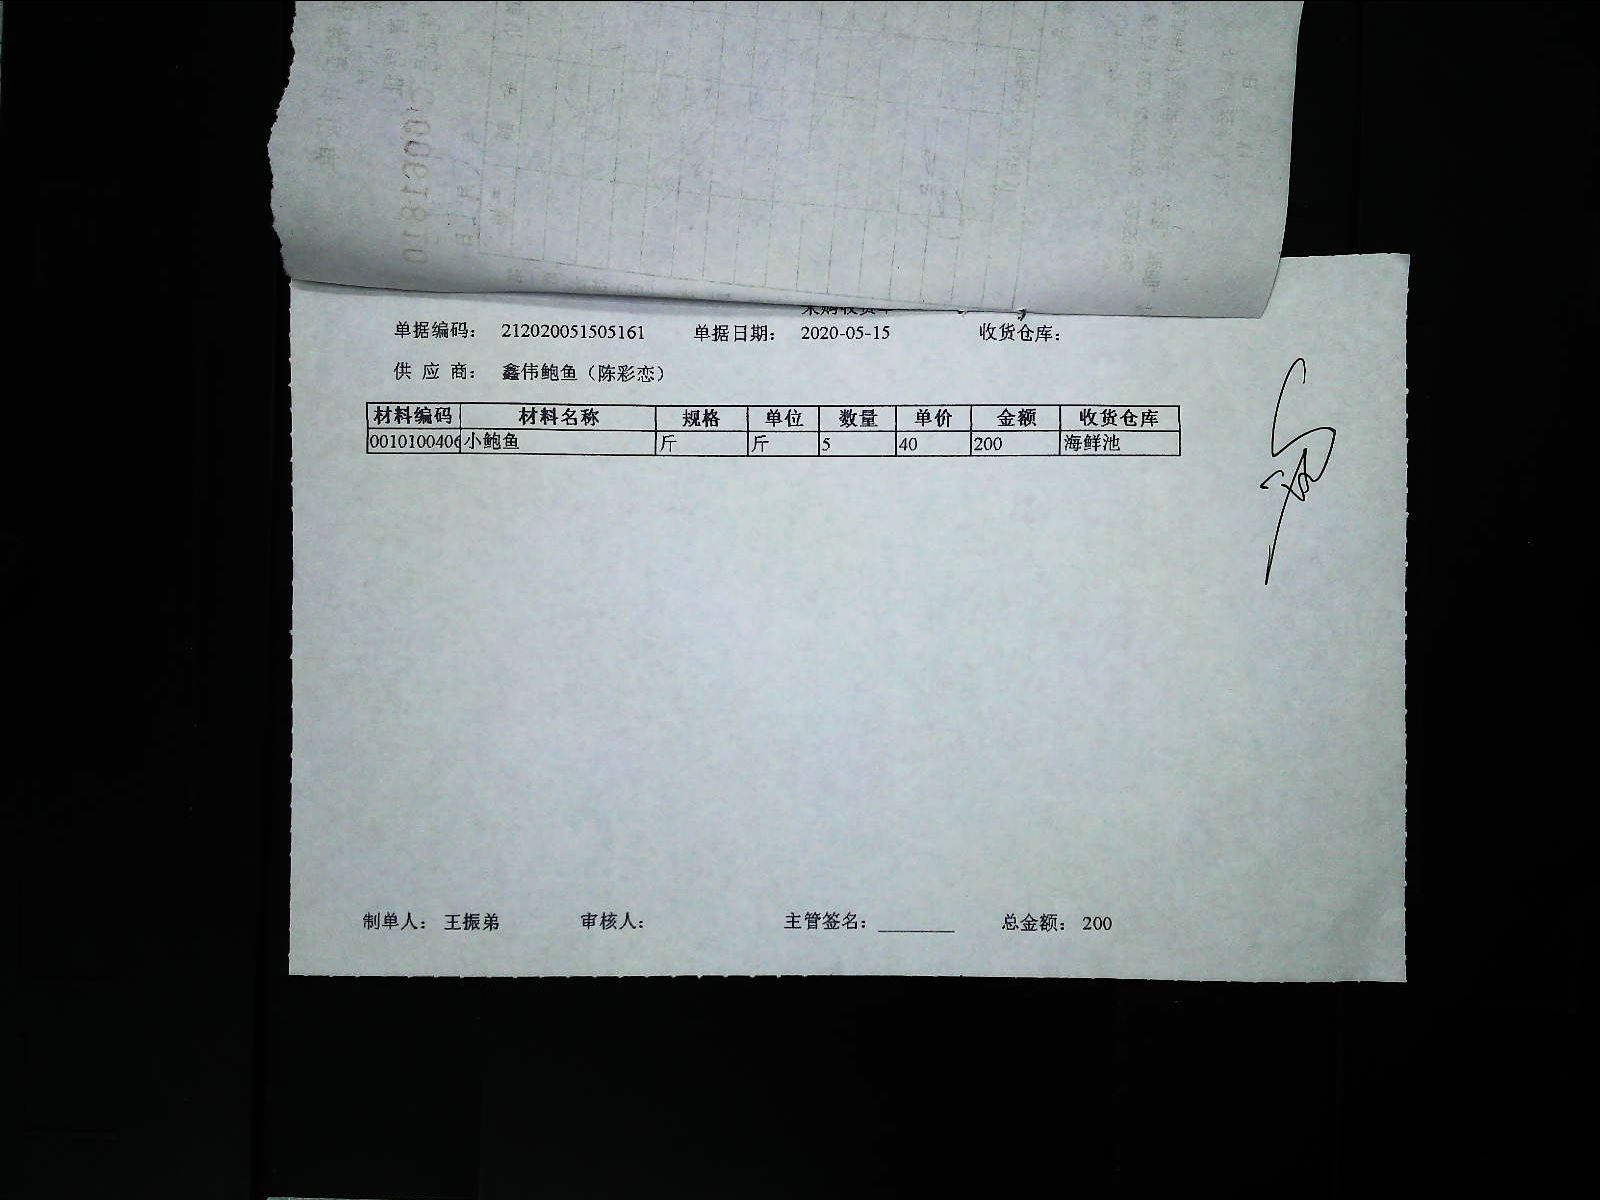 单据编码： 212020051505161 单据日期： 2020-05-15 收货仓库：
供 应 商： 鑫伟鲍鱼（陈彩恋）
材料编码 材料名称 规格 单位 数量 单价 金额 收货仓库
0010100406 小鲍鱼 斤 斤 5 40 200 海鲜池
制单人： 王振弟 审核人： 主管签名： 总金额： 200